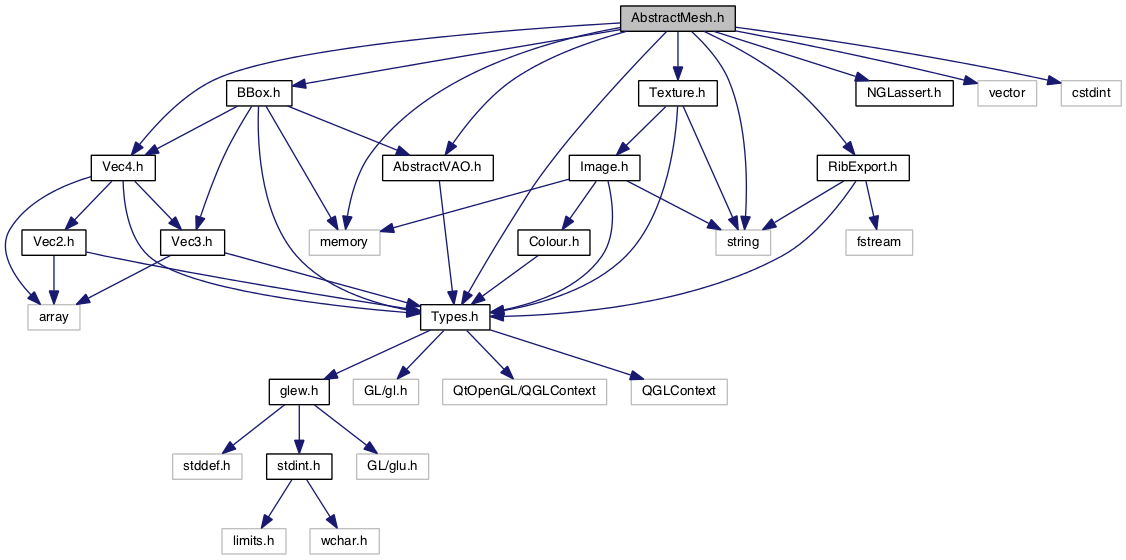 AbstractMesh.h
BBox.h
Texture.h
NGLassert.h
vector
cstdint
Vec4.h
AbstractVAO.h
Image.h
RibExport.h
Vec2.h
Vec3.h
memory
Colour.h
string
fstream
array
Types.h
glew.h
GL/gl.h
QtOpenGL/QGLContext
QGLContext
stddef.h
stdint.h
GL/glu.h
limits.h
wchar.h